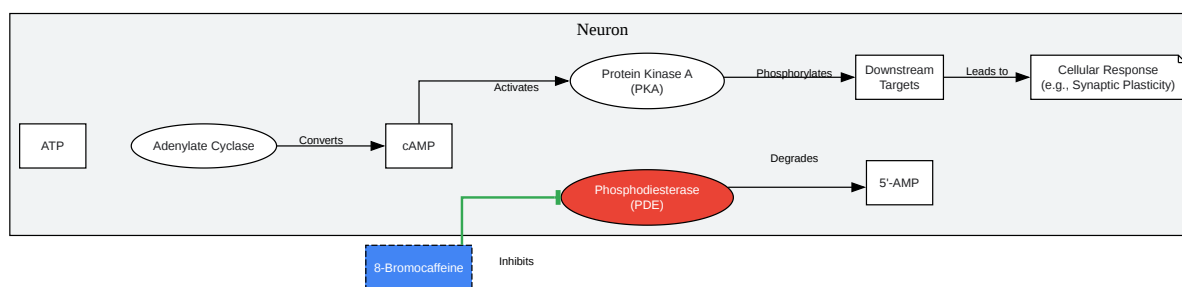 Neuron
Protein Kinase A
(PKA)
Activates
Phosphorylates
Downstream
Targets
Leads to
Cellular Response
(e.g., Synaptic Plasticity)
ATP
Adenylate Cyclase
Converts
cAMP
Degrades
Phosphodiesterase
(PDE)
5'-AMP
8-Bromocaffeine
Inhibits